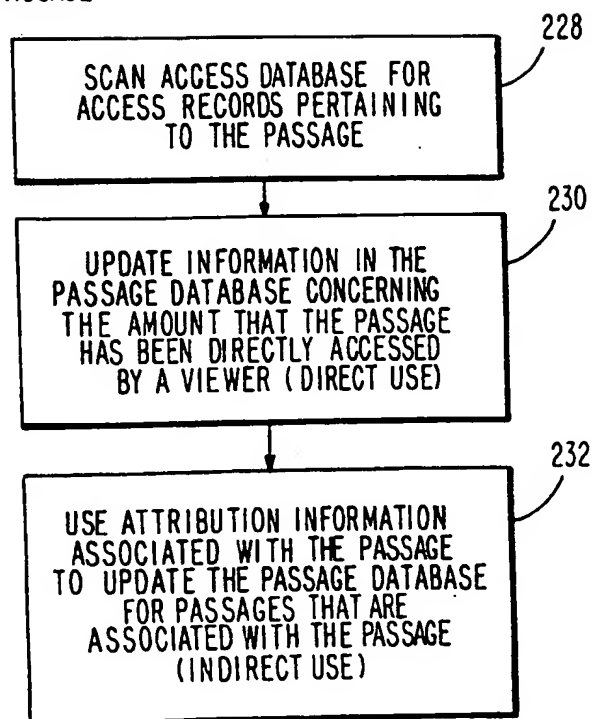 228
SCAN ACCESS DATABASE FOR
ACCESS RECORDS PERTAINING
TO THE PASSAGE
230
UPDATE INFORMATION IN THE
PASSAGE DATABASE CONCERNING
THE AMOUNT THAT THE PASSAGE
HAS BEEN DIRECTLY ACCESSED
BY A VIEWER (DIRECT USE)
232
USE ATTRIBUTION INFORMATION
ASSOCIATED WITH THE PASSAGE
TO UPDATE THE PASSAGE DATABASE
FOR PASSAGES THAT ARE
ASSOCIATED WITH THE PASSAGE
(INDIRECT USE)